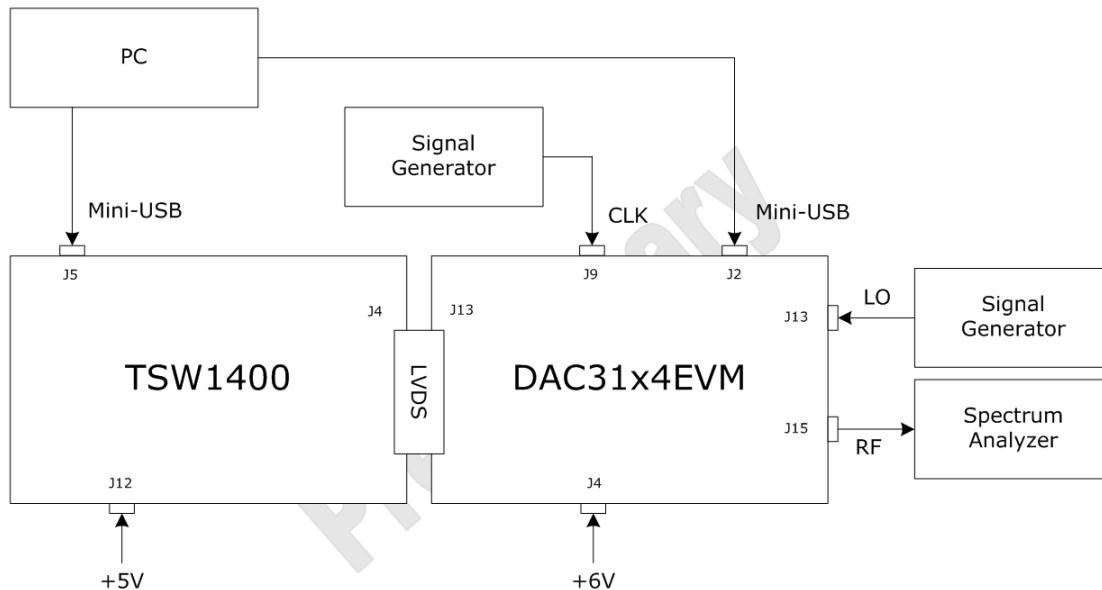 PC
Signal
Generator
Mini-USB
CLK
Mini-USB
J5
J9
J2
J4
J13
J13
LO
Signal
Generator
TSW1400
LVDS
DAC31x4EVM
J15
RF
Spectrum
Analyzer
J12
J4
+5V
+6V